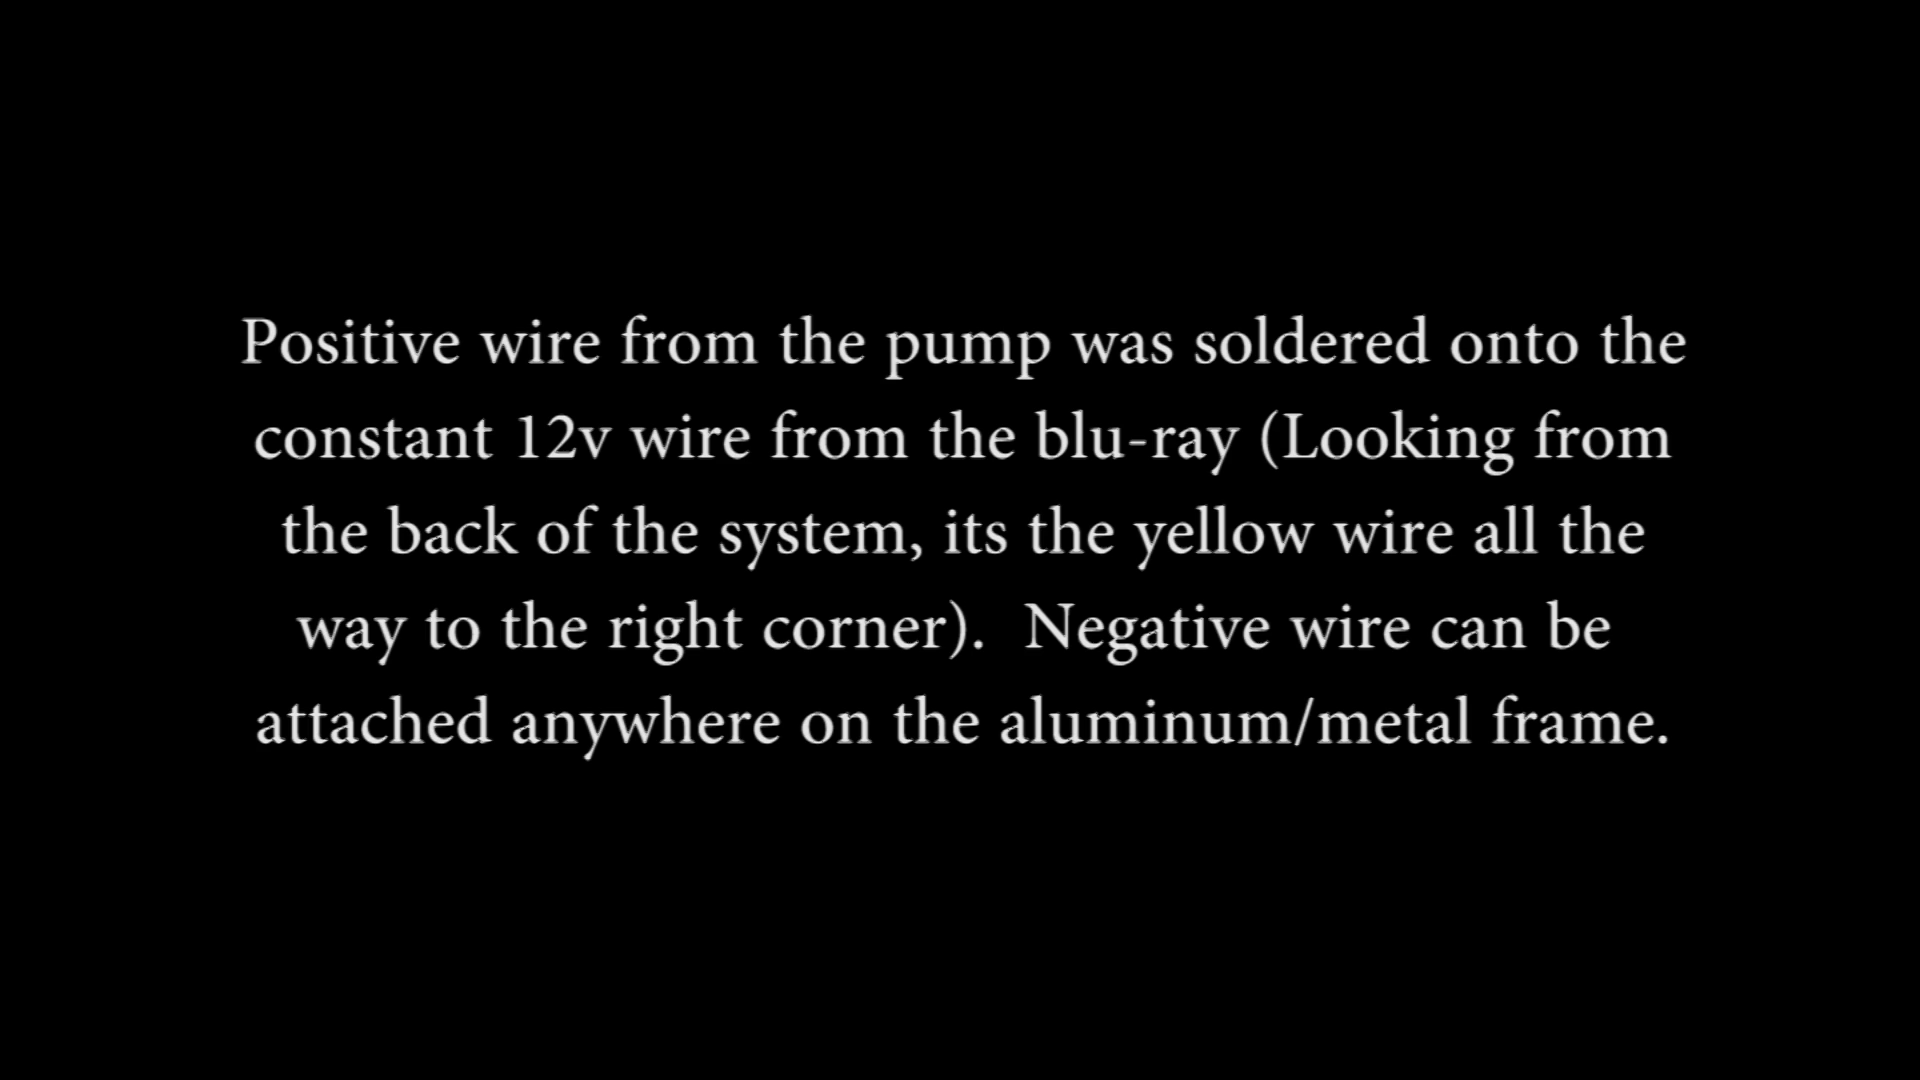 Positive wire from the pump was soldered onto the
constant 12v wire from the blu-ray (Looking from
the back of the system, its the yellow wire all the
way to the right corner).  Negative wire can be
attached anywhere on the aluminum/metal frame.